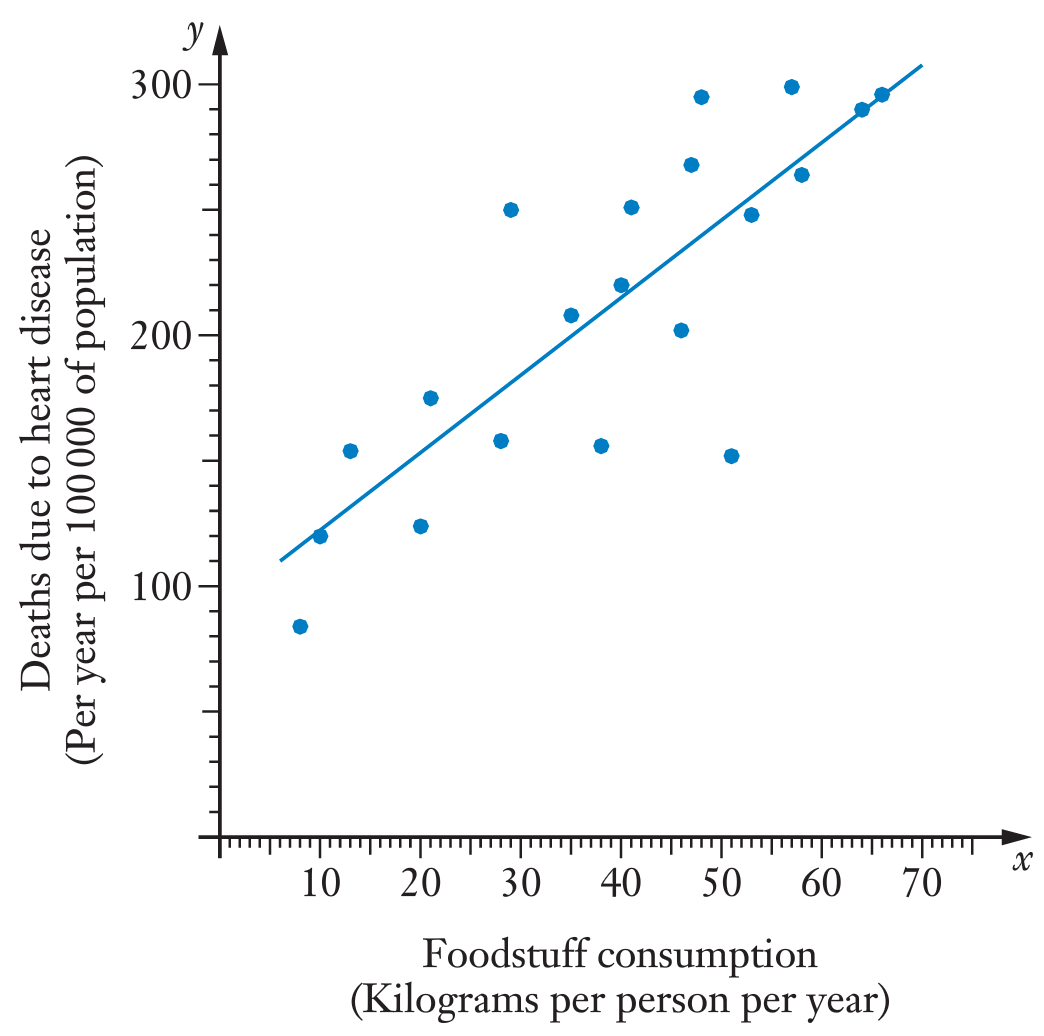 y
300
200
100
Deaths due to heart disease
(Per year per 100 000 of population)
10 20 30 40 50 60 70
x
Foodstuff consumption
(Kilograms per person per year)